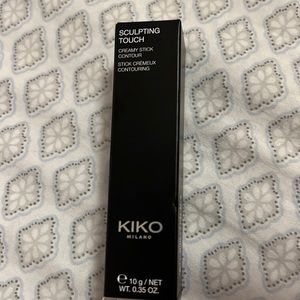 SCULPTING
TOUCH
CREAMY STICK
CONTOUR
STICK CRÉMEUX
CONTOURING
KIKO
MILANO
℮ 10 g / NET
WT. 0.35 OZ.